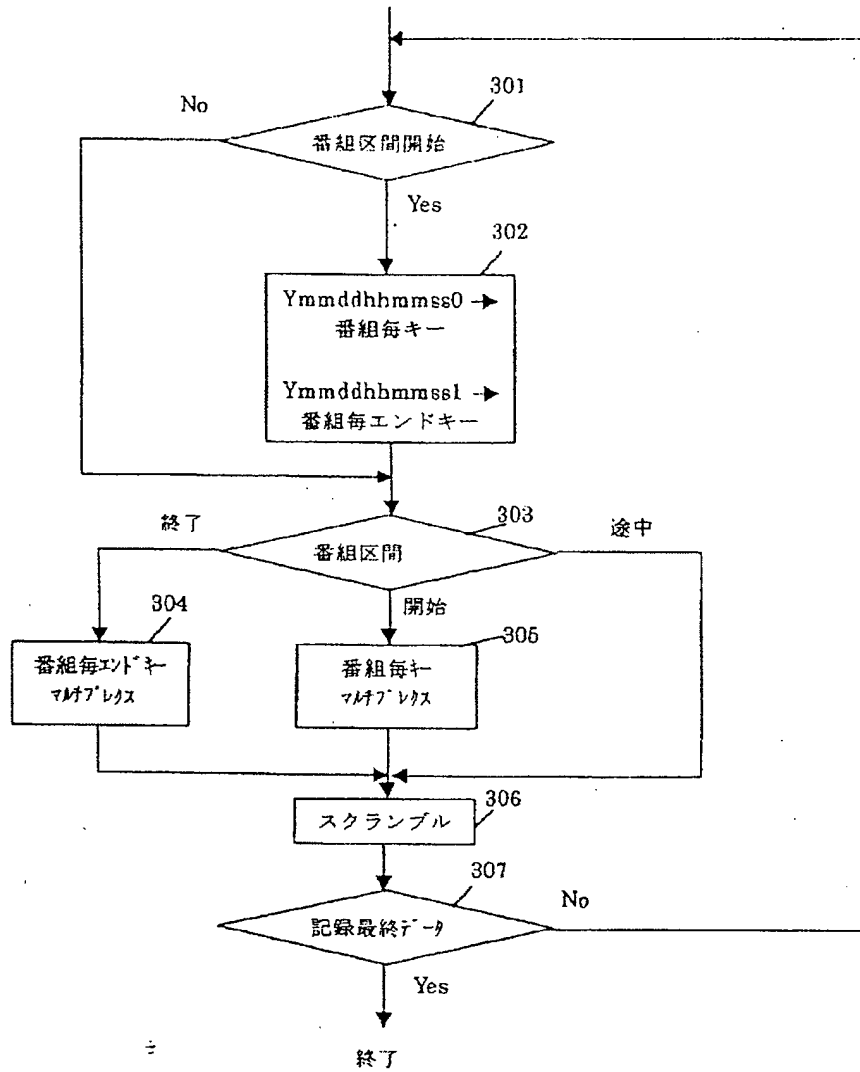 301
No
番組区間開始
Yes
302
Ymmddhhmmss0 →
番組毎キー
Ymmddhhmmss1 →
番組毎エンドキー
終了
303
途中
番組区間
開始
304
305
番組毎エンドキー
マルチプレクス
番組毎キー
マルチプレクス
306
スクランブル
307
No
記録最終データ
Yes
終了